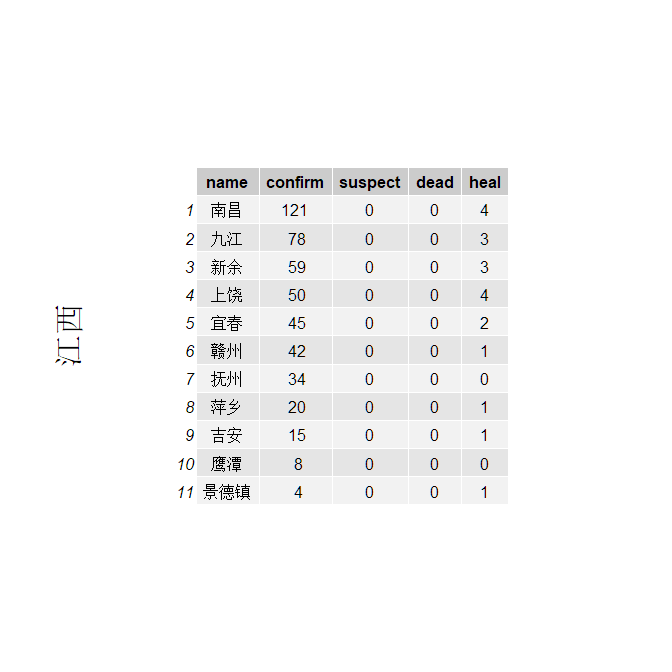 江西
name confirm suspect dead heal
1 南昌 121 0 0 4
2 九江 78 0 0 3
3 新余 59 0 0 3
4 上饶 50 0 0 4
5 宜春 45 0 0 2
6 赣州 42 0 0 1
7 抚州 34 0 0 0
8 萍乡 20 0 0 1
9 吉安 15 0 0 1
10 鹰潭 8 0 0 0
11 景德镇 4 0 0 1